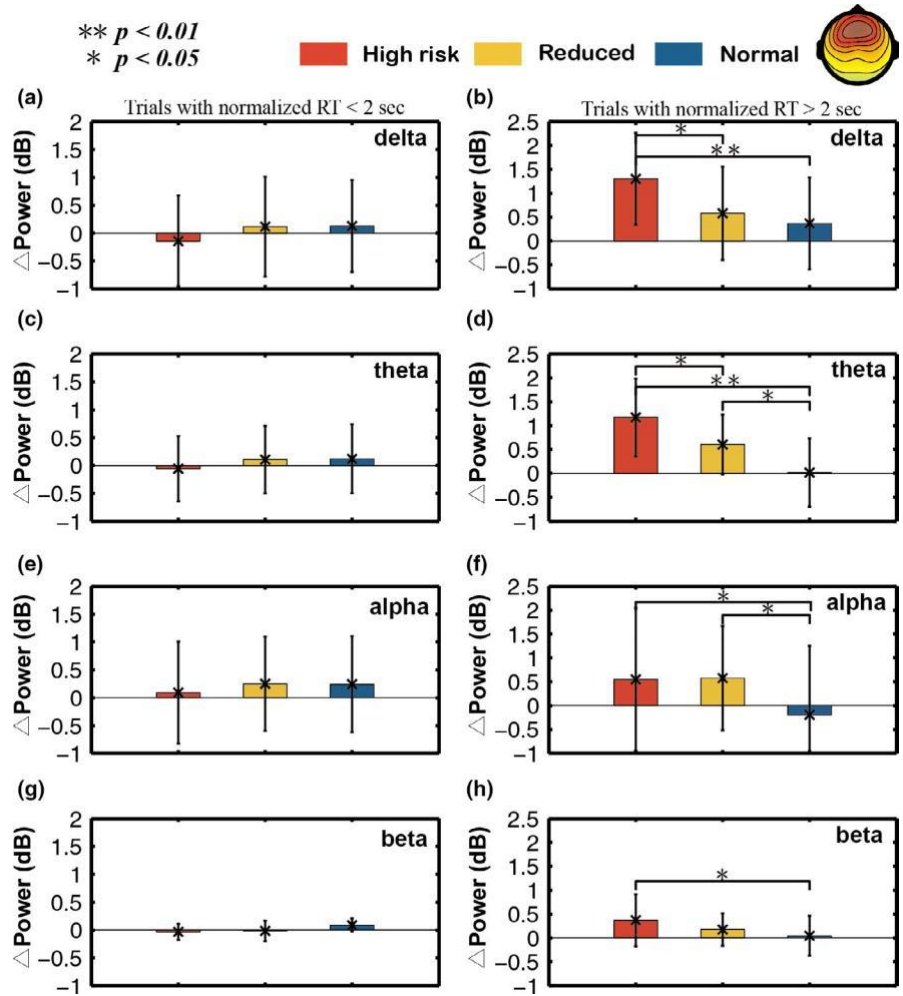 ** p < 0.01
* p < 0.05
High risk Reduced Normal
(a) (b)
Trials with normalized RT < 2 sec Trials with normalized RT > 2 sec
delta delta
△Power (dB) △Power (dB)
2 2.5
1.5 2
1 1.5
0.5 1
0 0.5
−0.5 0
−1 −0.5
−1
* **
(c) (d)
theta theta
△Power (dB) △Power (dB)
2 2.5
1.5 2
1 1.5
0.5 1
0 0.5
−0.5 0
−1 −0.5
−1
* ** *
(e) (f)
alpha alpha
△Power (dB) △Power (dB)
2 2.5
1.5 2
1 1.5
0.5 1
0 0.5
−0.5 0
−1 −0.5
−1
* *
(g) (h)
beta beta
△Power (dB) △Power (dB)
2 2.5
1.5 2
1 1.5
0.5 1
0 0.5
−0.5 0
−1 −0.5
−1
*